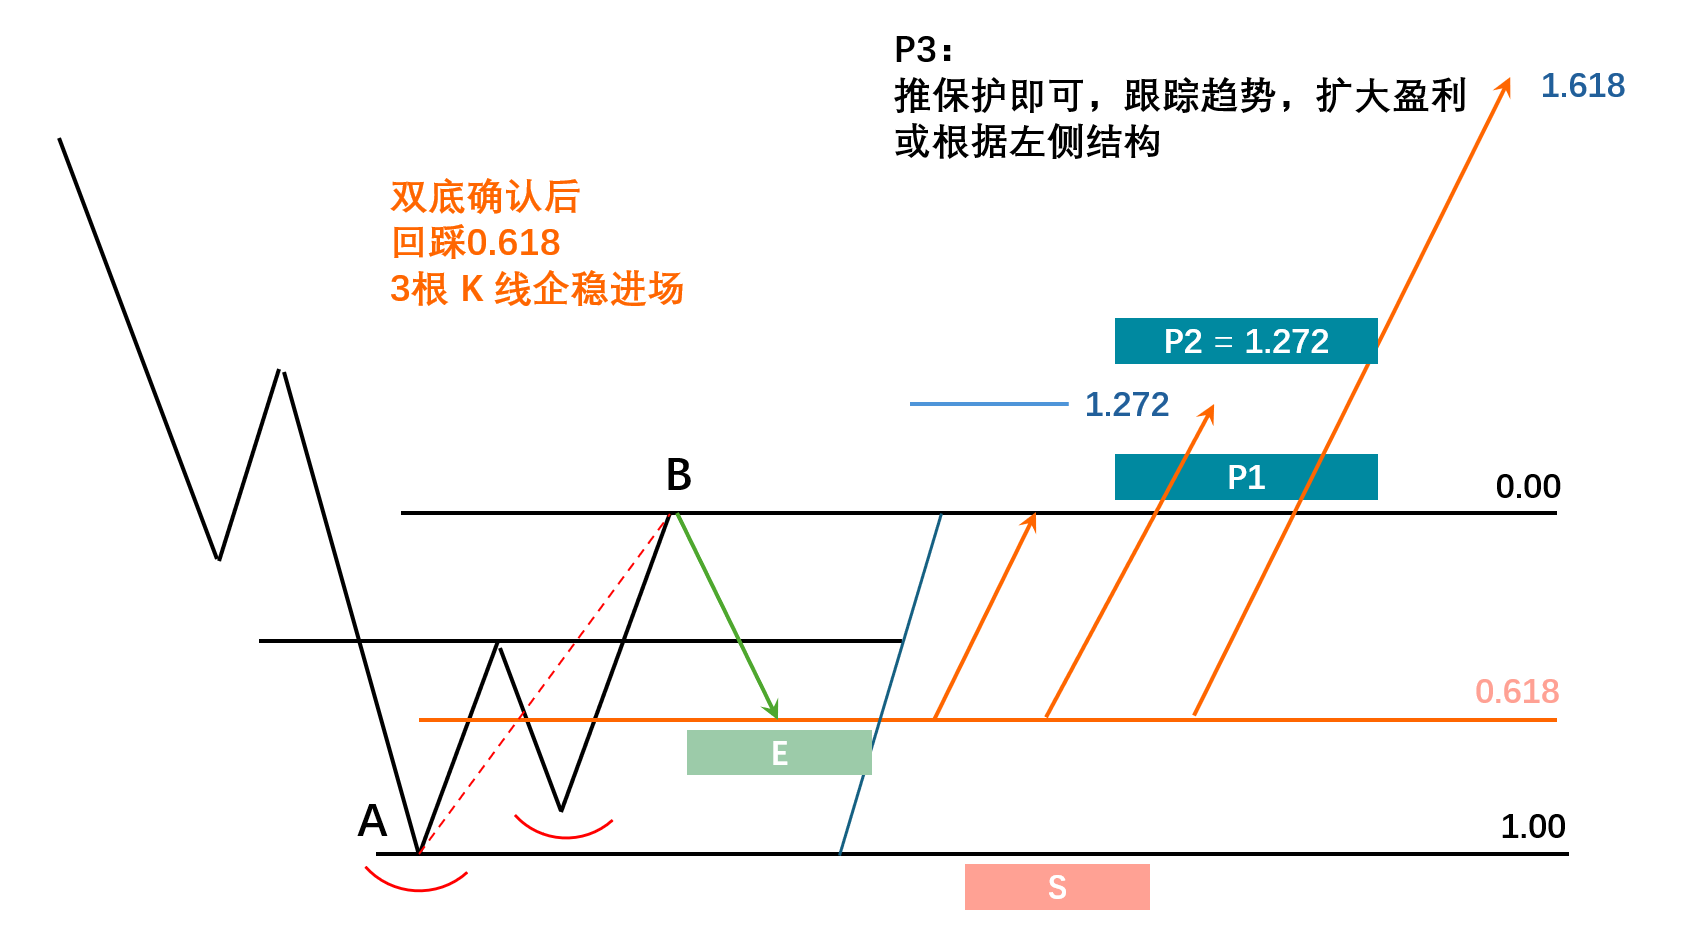 P3：
推保护即可，跟踪趋势，扩大盈利
或根据左侧结构
1.618
双底确认后
回踩0.618
3根 K 线企稳进场
P2 = 1.272
1.272
B
P1
0.00
0.618
E
A
1.00
S